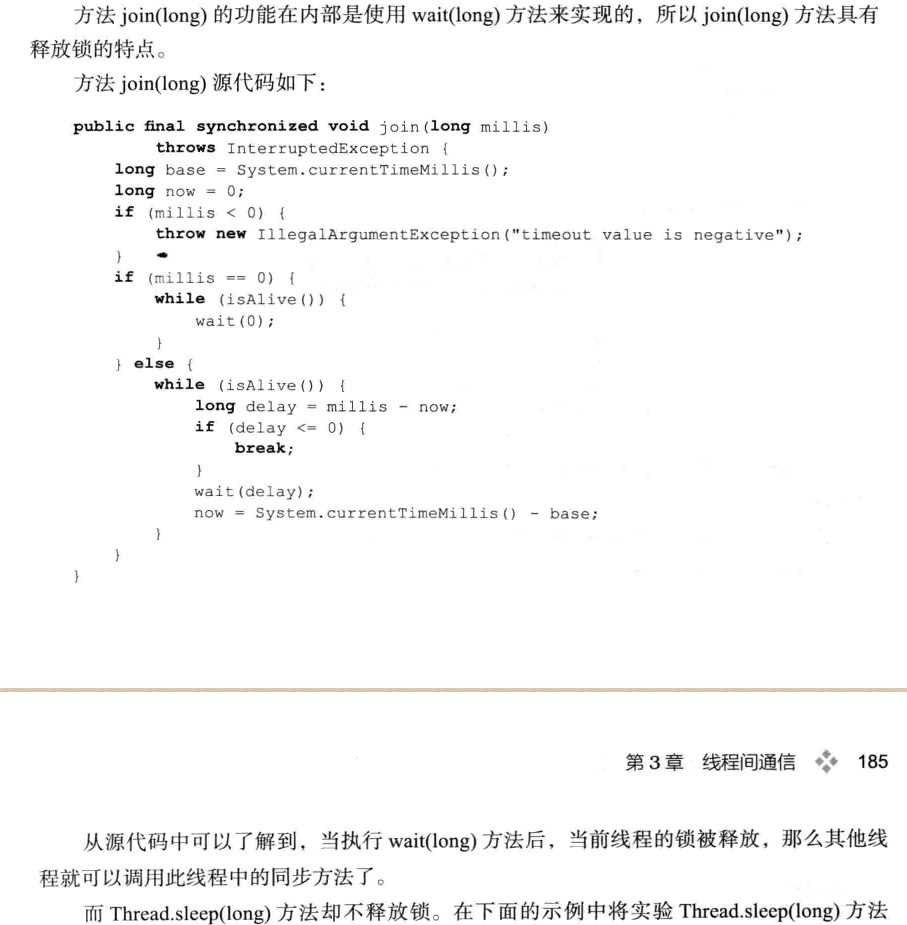 方法 join(long) 的功能在内部是使用 wait(long) 方法来实现的，所以 join(long) 方法具有
释放锁的特点。
方法 join(long) 源代码如下：
public final synchronized void join(long millis)
        throws InterruptedException {
    long base = System.currentTimeMillis();
    long now = 0;
    if (millis < 0) {
        throw new IllegalArgumentException("timeout value is negative");
    }
    if (millis == 0) {
        while (isAlive()) {
            wait(0);
        }
    } else {
        while (isAlive()) {
            long delay = millis - now;
            if (delay <= 0) {
                break;
            }
            wait(delay);
            now = System.currentTimeMillis() - base;
        }
    }
}
第 3 章 线程间通信 185
从源代码中可以了解到，当执行 wait(long) 方法后，当前线程的锁被释放，那么其他线
程就可以调用此线程中的同步方法了。
而 Thread.sleep(long) 方法却不释放锁。在下面的示例中将实验 Thread.sleep(long) 方法